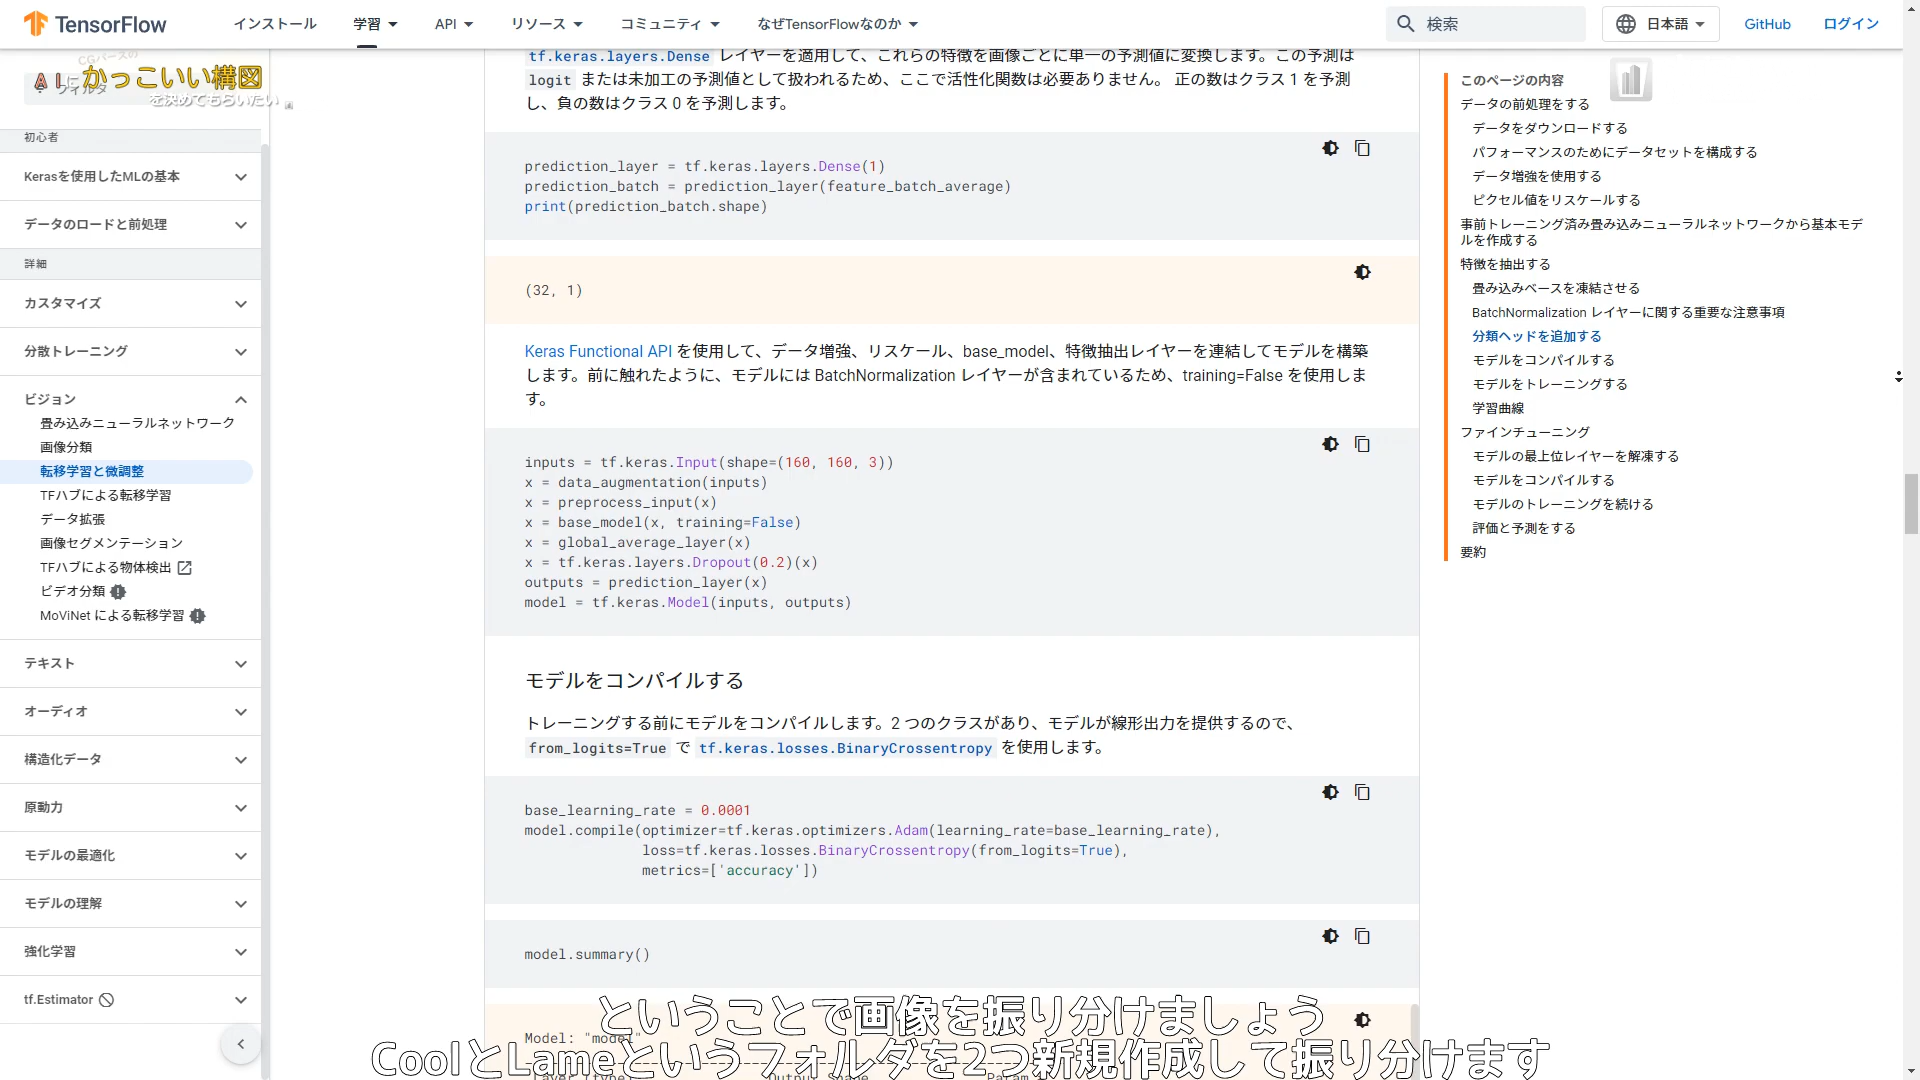 TensorFlow
インストール
学習
API
リソース
コミュニティ
なぜTensorFlowなのか
検索
日本語
GitHub
ログイン
CGパースの
AIに かっこいい構図
を決めてもらいたい
フィルタ
初心者
Kerasを使用したMLの基本
データのロードと前処理
詳細
カスタマイズ
分散トレーニング
ビジョン
畳み込みニューラルネットワーク
画像分類
転移学習と微調整
TFハブによる転移学習
データ拡張
画像セグメンテーション
TFハブによる物体検出
ビデオ分類
MoViNet による転移学習
テキスト
オーディオ
構造化データ
原動力
モデルの最適化
モデルの理解
強化学習
tf.Estimator
tf.keras.layers.Dense レイヤーを適用して、これらの特徴を画像ごとに単一の予測値に変換します。この予測は
logit または未加工の予測値として扱われるため、ここで活性化関数は必要ありません。 正の数はクラス 1 を予測
し、負の数はクラス 0 を予測します。
prediction_layer = tf.keras.layers.Dense(1)
prediction_batch = prediction_layer(feature_batch_average)
print(prediction_batch.shape)
(32, 1)
Keras Functional API を使用して、データ増強、リスケール、base_model、特徴抽出レイヤーを連結してモデルを構築
します。前に触れたように、モデルには BatchNormalization レイヤーが含まれているため、training=False を使用しま
す。
inputs = tf.keras.Input(shape=(160, 160, 3))
x = data_augmentation(inputs)
x = preprocess_input(x)
x = base_model(x, training=False)
x = global_average_layer(x)
x = tf.keras.layers.Dropout(0.2)(x)
outputs = prediction_layer(x)
model = tf.keras.Model(inputs, outputs)
モデルをコンパイルする
トレーニングする前にモデルをコンパイルします。2 つのクラスがあり、モデルが線形出力を提供するので、
from_logits=True で tf.keras.losses.BinaryCrossentropy を使用します。
base_learning_rate = 0.0001
model.compile(optimizer=tf.keras.optimizers.Adam(learning_rate=base_learning_rate),
loss=tf.keras.losses.BinaryCrossentropy(from_logits=True),
metrics=['accuracy'])
model.summary()
Model: "model"
Layer (type) Output Shape Param
このページの内容
データの前処理をする
データをダウンロードする
パフォーマンスのためにデータセットを構成する
データ増強を使用する
ピクセル値をリスケールする
事前トレーニング済み畳み込みニューラルネットワークから基本モデ
ルを作成する
特徴を抽出する
畳み込みベースを凍結させる
BatchNormalization レイヤーに関する重要な注意事項
分類ヘッドを追加する
モデルをコンパイルする
モデルをトレーニングする
学習曲線
ファインチューニング
モデルの最上位レイヤーを解凍する
モデルをコンパイルする
モデルのトレーニングを続ける
評価と予測をする
要約
ということで画像を振り分けましょう
CoolとLameというフォルダを2つ新規作成して振り分けます